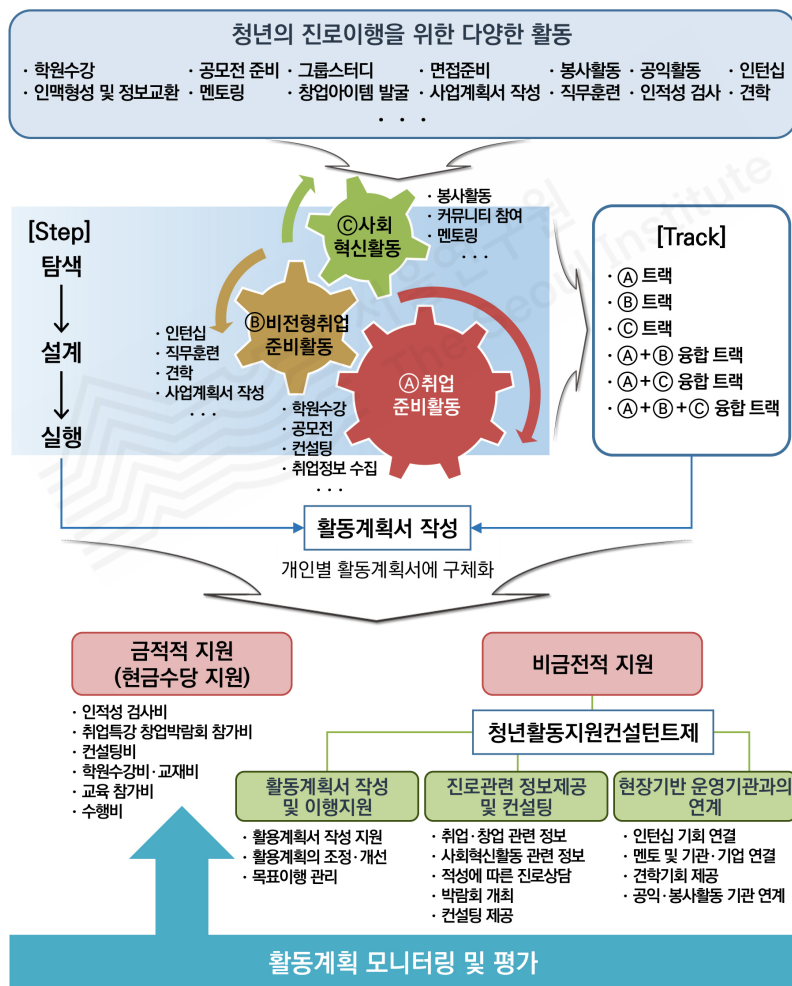 청년의 진로이행을 위한 다양한 활동
· 학원수강 · 공모전 준비 · 그룹스터디 · 면접준비 · 봉사활동 · 공익활동 · 인턴십
· 인맥형성 및 정보교환 · 멘토링 · 창업아이템 발굴 · 사업계획서 작성 · 직무훈련 · 인적성 검사 · 견학
· · ·
[Step]
탐색
설계
실행
Ⓒ사회
혁신활동
· 봉사활동
· 커뮤니티 참여
· 멘토링
· · ·
Ⓑ비전형취업
준비활동
· 인턴십
· 직무훈련
· 견학
· 사업계획서 작성
· · ·
Ⓐ취업
준비활동
· 학원수강
· 공모전
· 컨설팅
· 취업정보 수집
· · ·
[Track]
· Ⓐ 트랙
· Ⓑ 트랙
· Ⓒ 트랙
· Ⓐ+Ⓑ 융합 트랙
· Ⓐ+Ⓒ 융합 트랙
· Ⓐ+Ⓑ+Ⓒ 융합 트랙
The Seoul Institute
활동계획서 작성
개인별 활동계획서에 구체화
금적적 지원
(현금수당 지원)
· 인적성 검사비
· 취업특강 창업박람회 참가비
· 컨설팅비
· 학원수강비·교재비
· 교육 참가비
· 수행비
비금전적 지원
청년활동지원컨설턴트제
활동계획서 작성
및 이행지원
· 활용계획서 작성 지원
· 활용계획의 조정·개선
· 목표이행 관리
진로관련 정보제공
및 컨설팅
· 취업·창업 관련 정보
· 사회혁신활동 관련 정보
· 적성에 따른 진로상담
· 박람회 개최
· 컨설팅 제공
현장기반 운영기관과의
연계
· 인턴십 기회 연결
· 멘토 및 기관·기업 연결
· 견학기회 제공
· 공익·봉사활동 기관 연계
활동계획 모니터링 및 평가